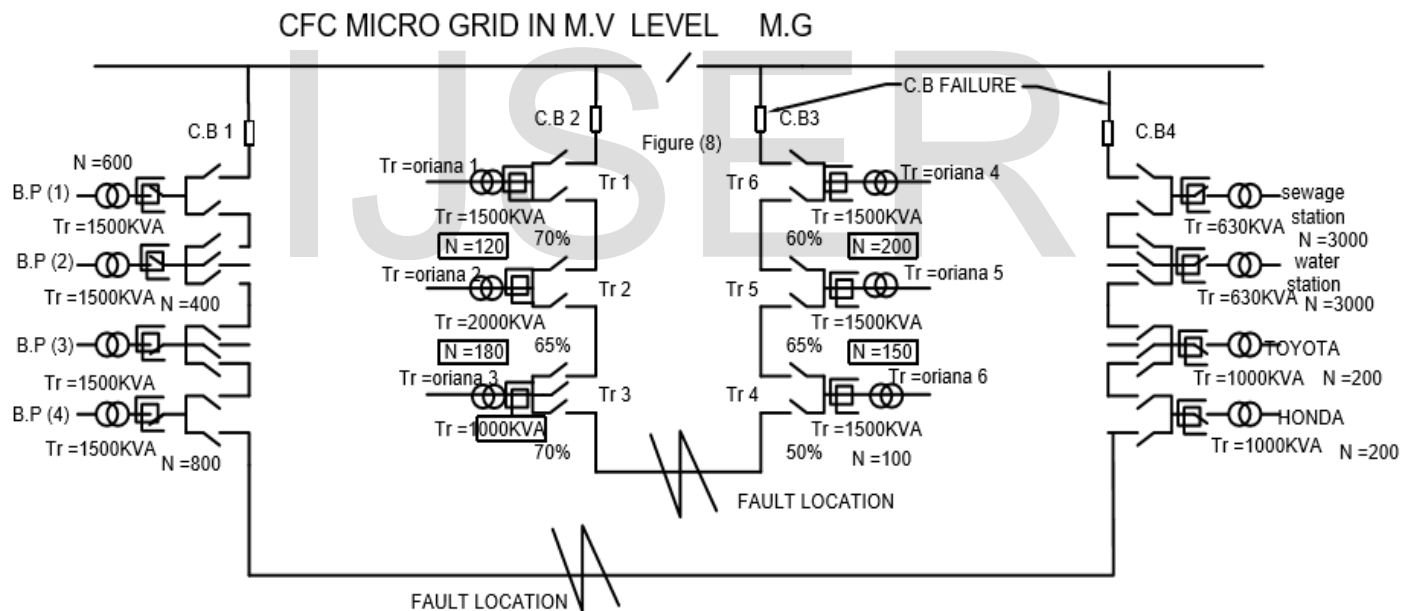 CFC MICRO GRID IN M.V LEVEL M.G
IJSER
C.B FAILURE
C.B 1
C.B 2
C.B3
C.B4
Figure (8)
N =600
B.P (1)
Tr =1500KVA
B.P (2)
Tr =1500KVA
N =400
B.P (3)
Tr =1500KVA
B.P (4)
Tr =1500KVA
N =800
Tr =oriana 1
Tr 1
Tr =1500KVA
N =120
70%
Tr =oriana 2
Tr 2
Tr =2000KVA
N =180
65%
Tr =oriana 3
Tr 3
Tr =1000KVA
70%
Tr =oriana 4
Tr 6
Tr =1500KVA
60%
N =200
Tr =oriana 5
Tr 5
Tr =1500KVA
65%
N =150
Tr =oriana 6
Tr 4
Tr =1500KVA
50%
N =100
sewage
station
Tr =630KVA
N =3000
water
station
Tr =630KVA
N =3000
TOYOTA
Tr =1000KVA
N =200
HONDA
Tr =1000KVA
N =200
FAULT LOCATION
FAULT LOCATION